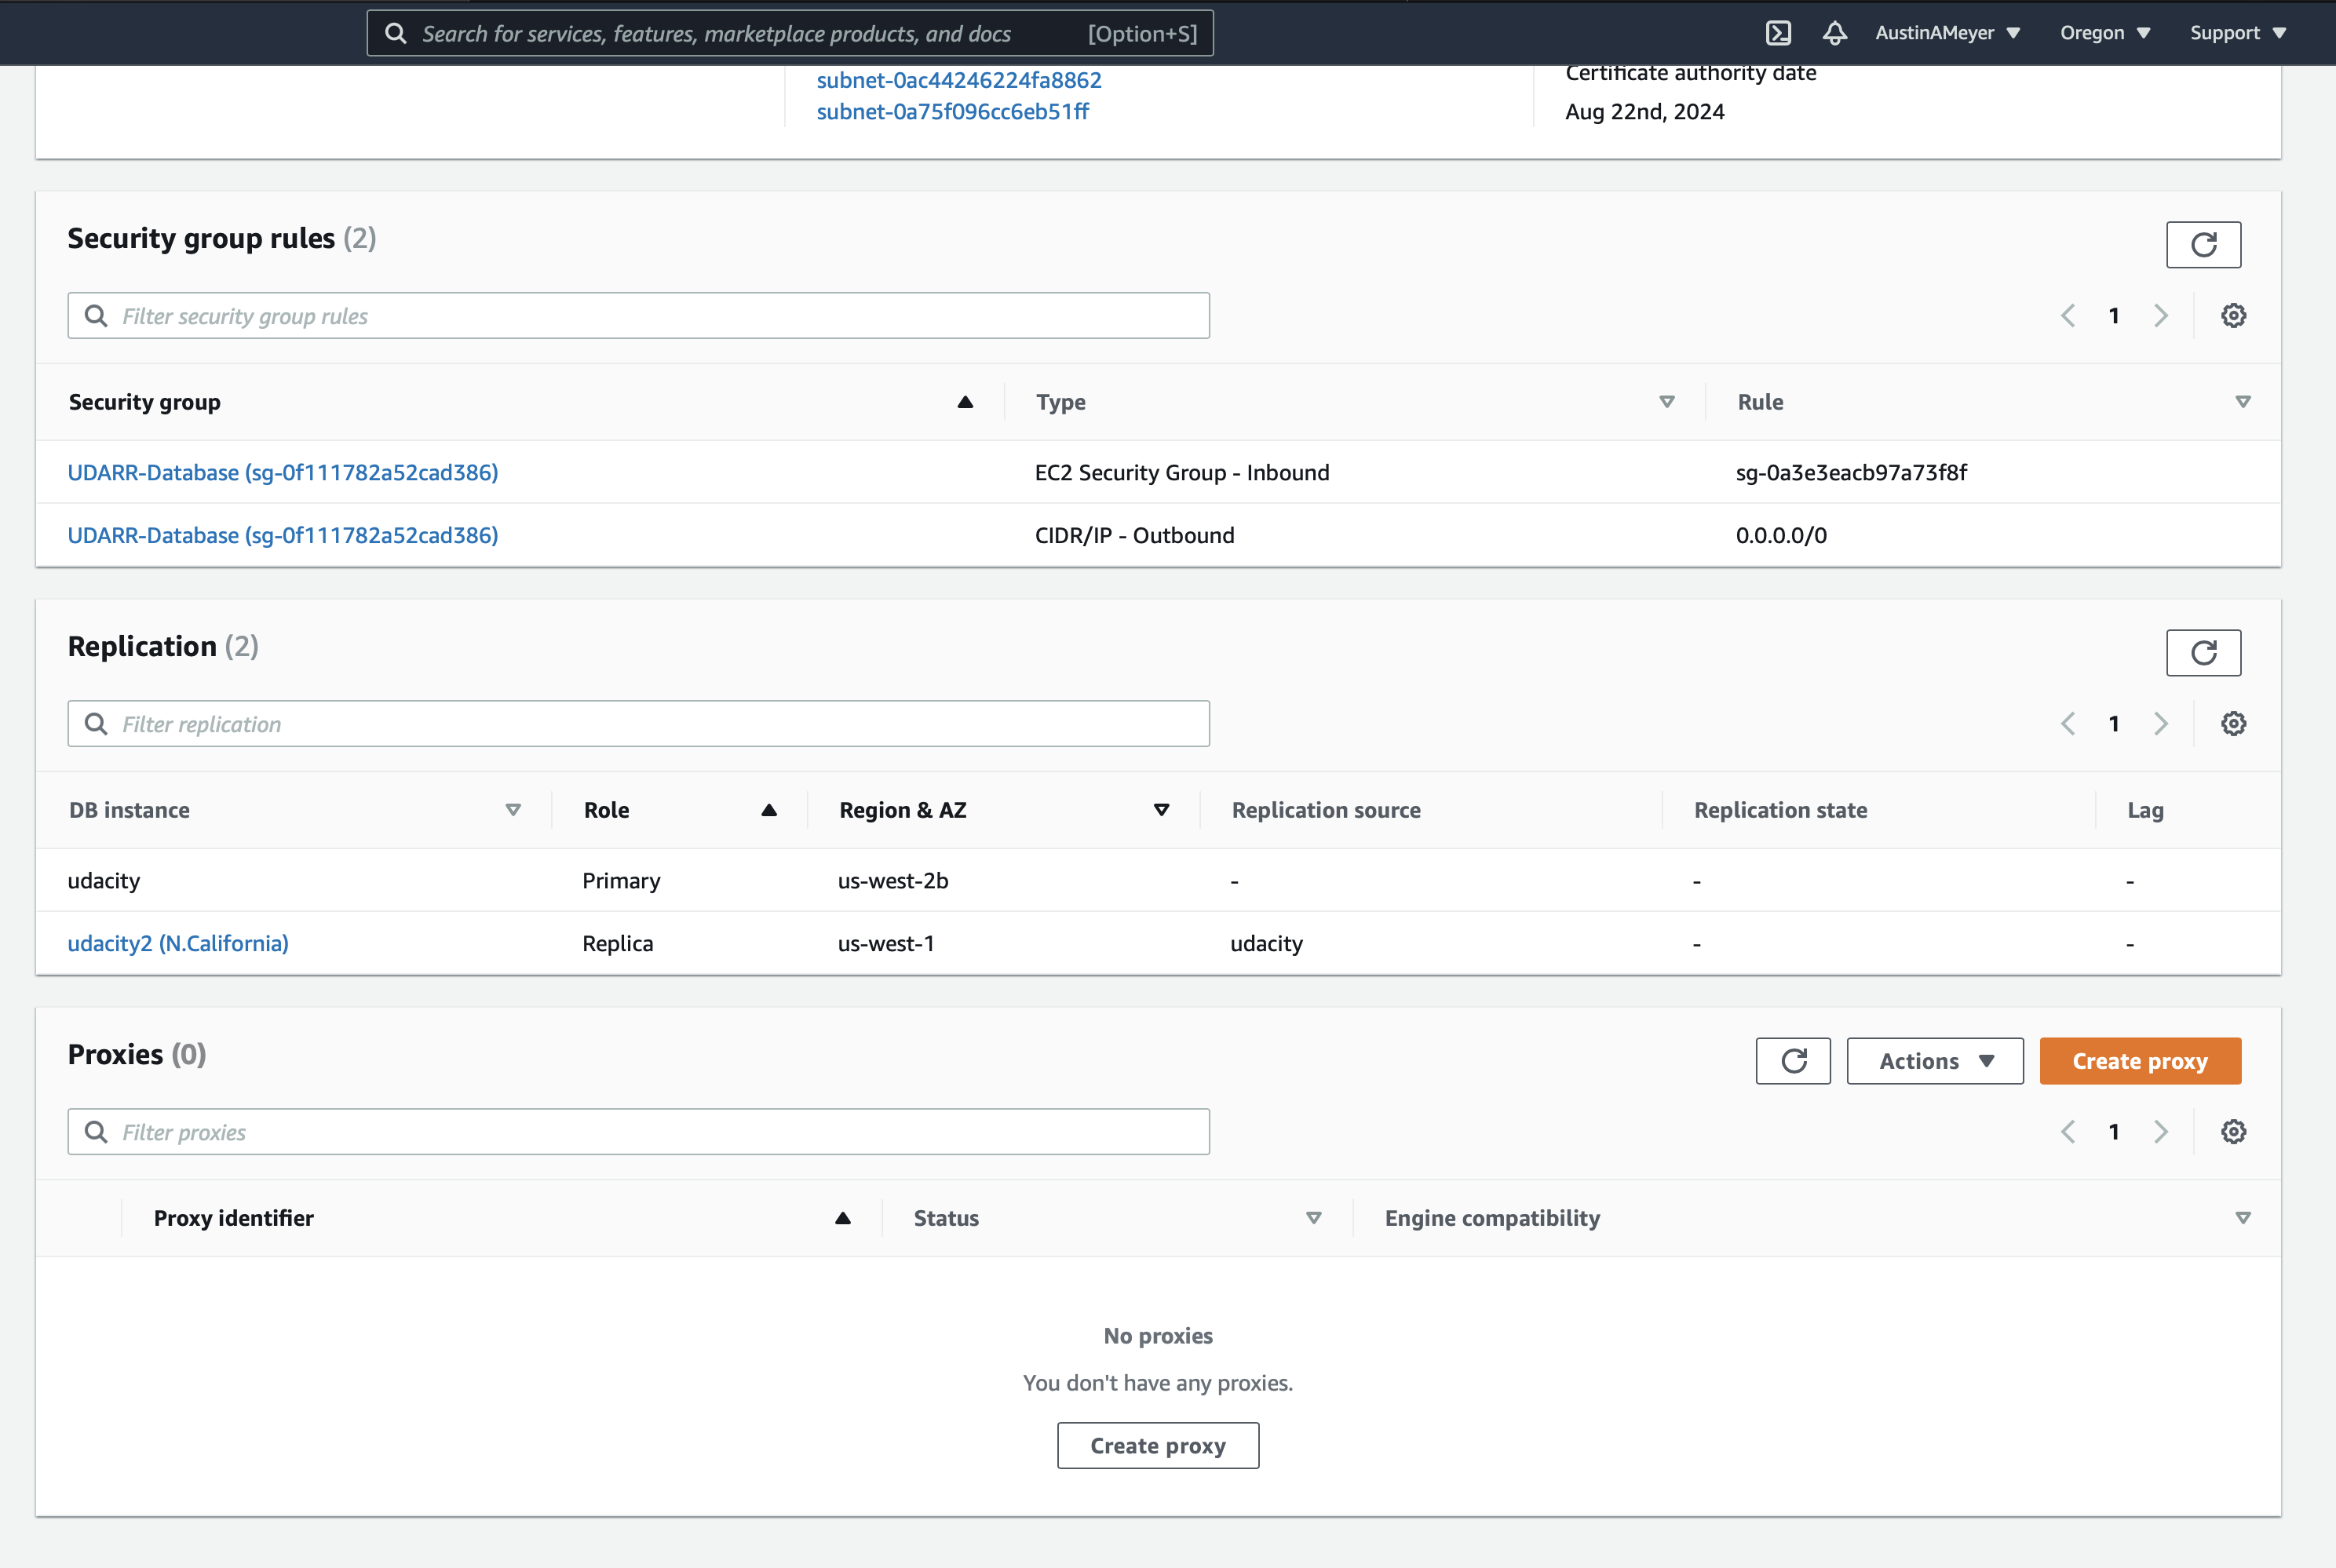 Search for services, features, marketplace products, and docs [Option+S] AustinAMeyer Oregon Support
subnet-0ac44246224fa8862 Certificate authority date
subnet-0a75f096cc6eb51ff Aug 22nd, 2024
Security group rules (2)
Filter security group rules 1
Security group Type Rule
UDARR-Database (sg-0f111782a52cad386) EC2 Security Group - Inbound sg-0a3e3eacb97a73f8f
UDARR-Database (sg-0f111782a52cad386) CIDR/IP - Outbound 0.0.0.0/0
Replication (2)
Filter replication 1
DB instance Role Region & AZ Replication source Replication state Lag
udacity Primary us-west-2b - - -
udacity2 (N.California) Replica us-west-1 udacity - -
Proxies (0) Actions Create proxy
Filter proxies 1
Proxy identifier Status Engine compatibility
No proxies
You don't have any proxies.
Create proxy